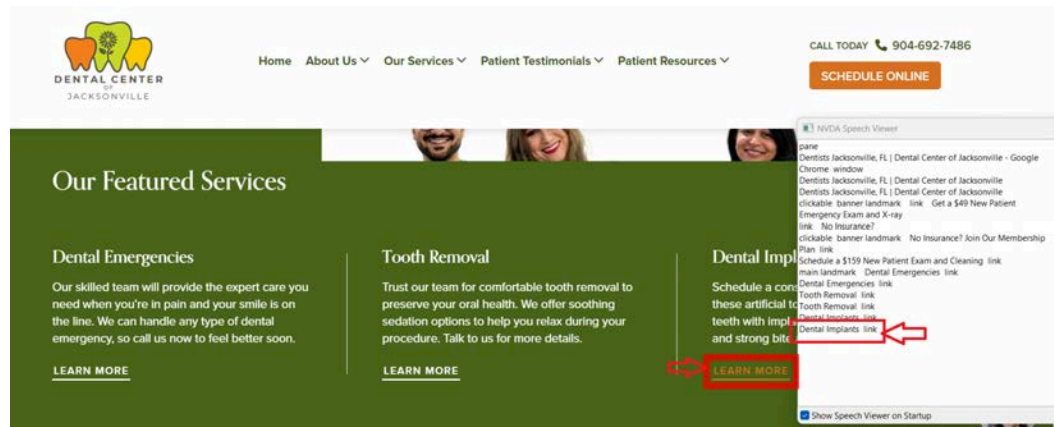 DENTAL CENTER
OF
JACKSONVILLE
Home About Us Our Services Patient Testimonials Patient Resources
CALL TODAY 904-692-7486
SCHEDULE ONLINE
Our Featured Services
Dental Emergencies
Our skilled team will provide the expert care you
need when you're in pain and your smile is on
the line. We can handle any type of dental
emergency, so call us now to feel better soon.
LEARN MORE
Tooth Removal
Trust our team for comfortable tooth removal to
preserve your oral health. We offer soothing
sedation options to help you relax during your
procedure. Talk to us for more details.
LEARN MORE
Dental Impl
Schedule a con
these artificial to
teeth with impl
and strong bite
LEARN MORE
NVDA Speech Viewer
pane
Dentists Jacksonville, FL | Dental Center of Jacksonville - Google
Chrome window
Dentists Jacksonville, FL | Dental Center of Jacksonville
Dentists Jacksonville, FL | Dental Center of Jacksonville
clickable banner landmark link Get a $49 New Patient
Emergency Exam and X-ray
link No Insurance?
clickable banner landmark No Insurance? Join Our Membership
Plan link
Schedule a $159 New Patient Exam and Cleaning link
main landmark Dental Emergencies link
Dental Emergencies link
Tooth Removal link
Tooth Removal link
Dental Implants link
Dental Implants link
Show Speech Viewer on Startup